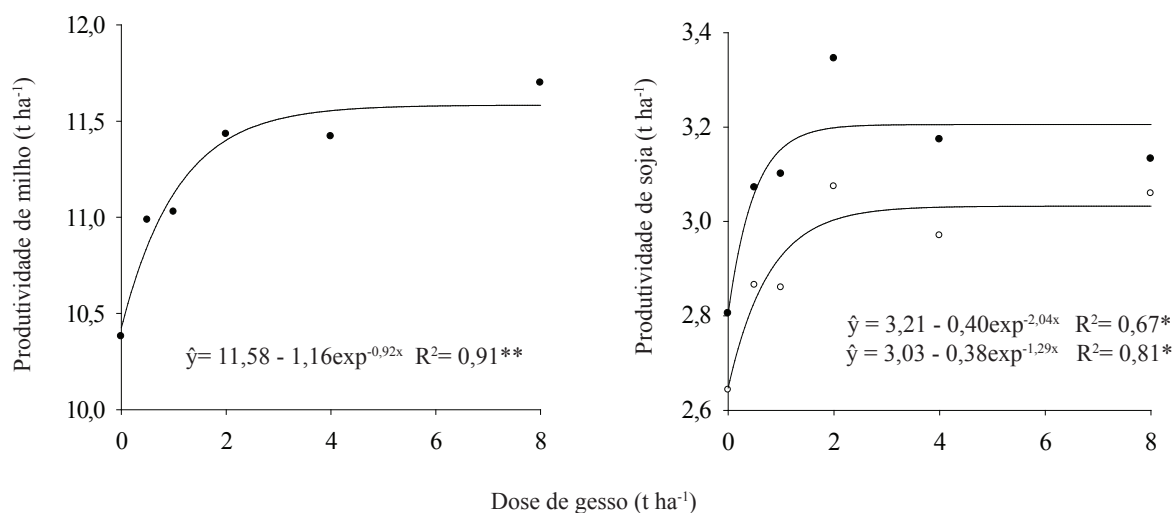 Produtividade de milho (t ha⁻¹)
12,0
11,5
11,0
10,5
10,0
ŷ= 11,58 - 1,16exp⁻⁰,⁹²ˣ R²= 0,91**
0 2 4 6 8
Produtividade de soja (t ha⁻¹)
3,4
3,2
3,0
2,8
2,6
ŷ = 3,21 - 0,40exp⁻²,⁰⁴ˣ R²= 0,67*
ŷ = 3,03 - 0,38exp⁻¹,²⁹ˣ R²= 0,81*
0 2 4 6 8
Dose de gesso (t ha⁻¹)